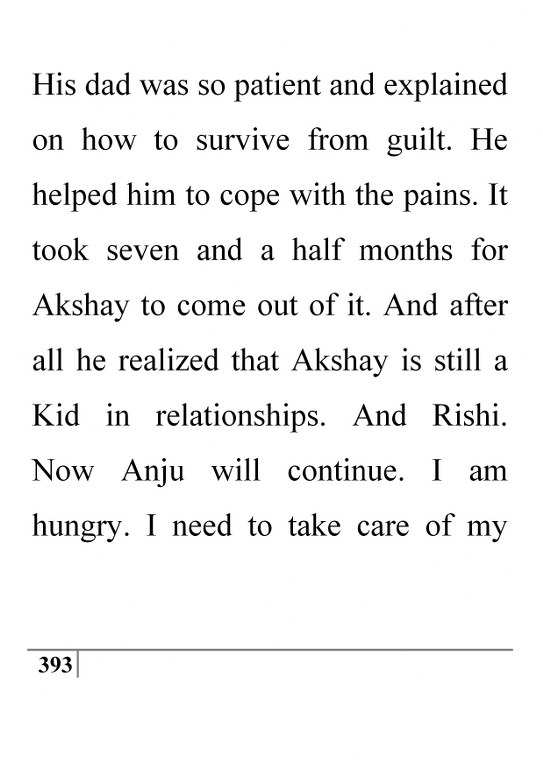 His dad was so patient and explained
on how to survive from guilt. He
helped him to cope with the pains. It
took seven and a half months for
Akshay to come out of it. And after
all he realized that Akshay is still a
Kid in relationships. And Rishi.
Now Anju will continue. I am
hungry. I need to take care of my
393